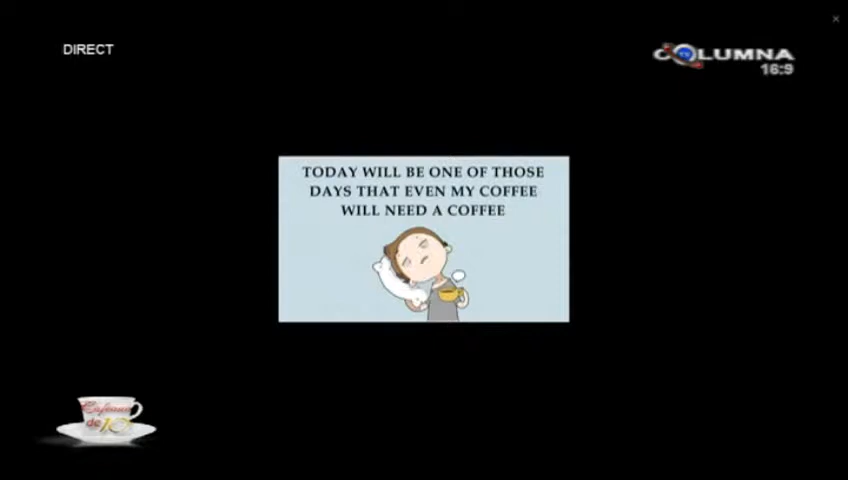 DIRECT
COLUMNA
16:9
TODAY WILL BE ONE OF THOSE
DAYS THAT EVEN MY COFFEE
WILL NEED A COFFEE
Cafeaua
de 10